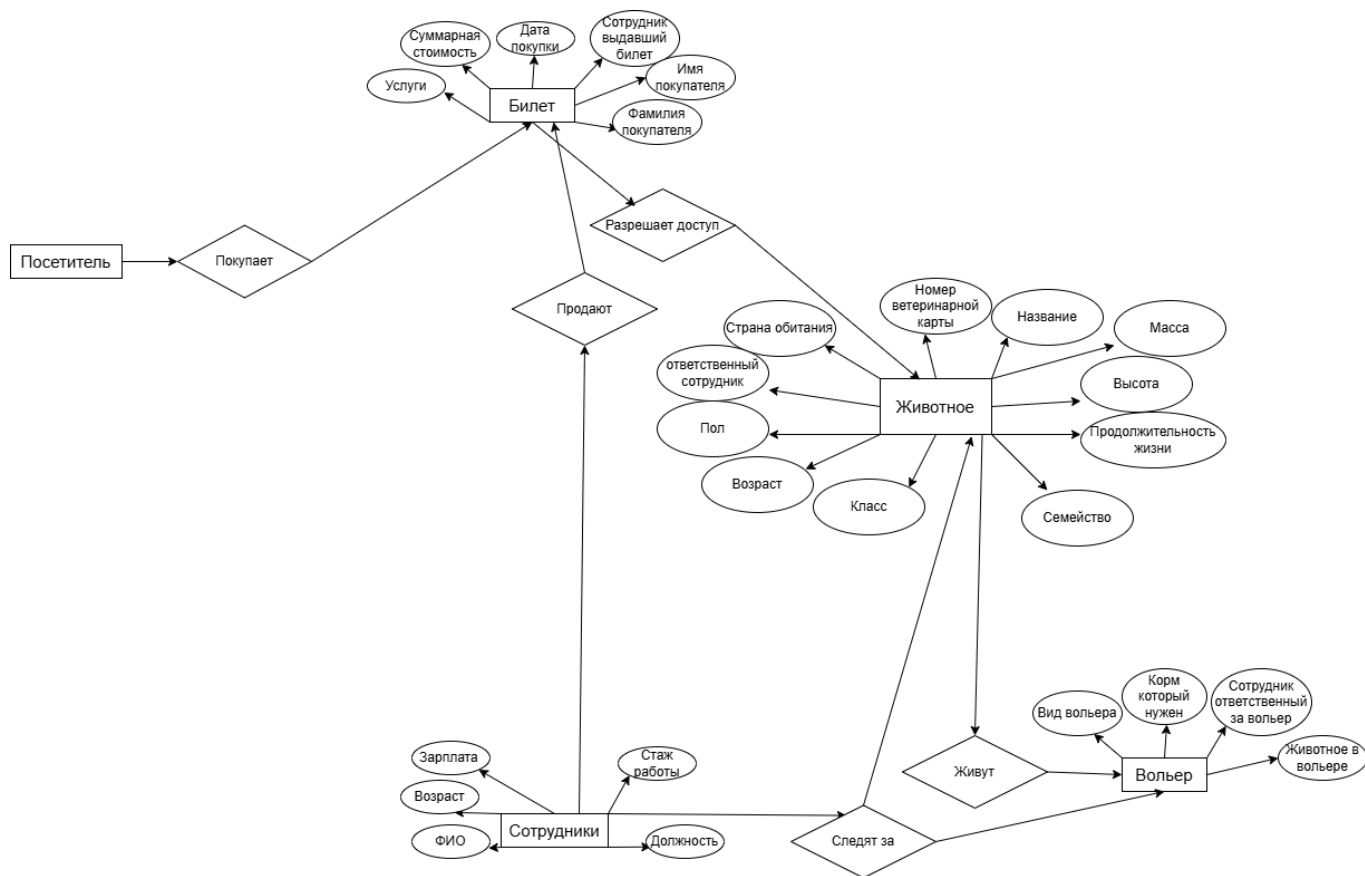 Суммарная
стоимость
Дата
покупки
Сотрудник
выдавший
билет
Услуги
Имя
покупателя
Билет
Фамилия
покупателя
Разрешает доступ
Посетитель
Покупает
Продают
Номер
ветеринарной
карты
Страна обитания
Название
Масса
ответственный
сотрудник
Высота
Животное
Пол
Продолжительность
жизни
Возраст
Класс
Семейство
Вид вольера
Корм
который
нужен
Сотрудник
ответственный
за вольер
Животное в
вольере
Живут
Вольер
Зарплата
Стаж
работы
Возраст
Сотрудники
ФИО
Должность
Следят за